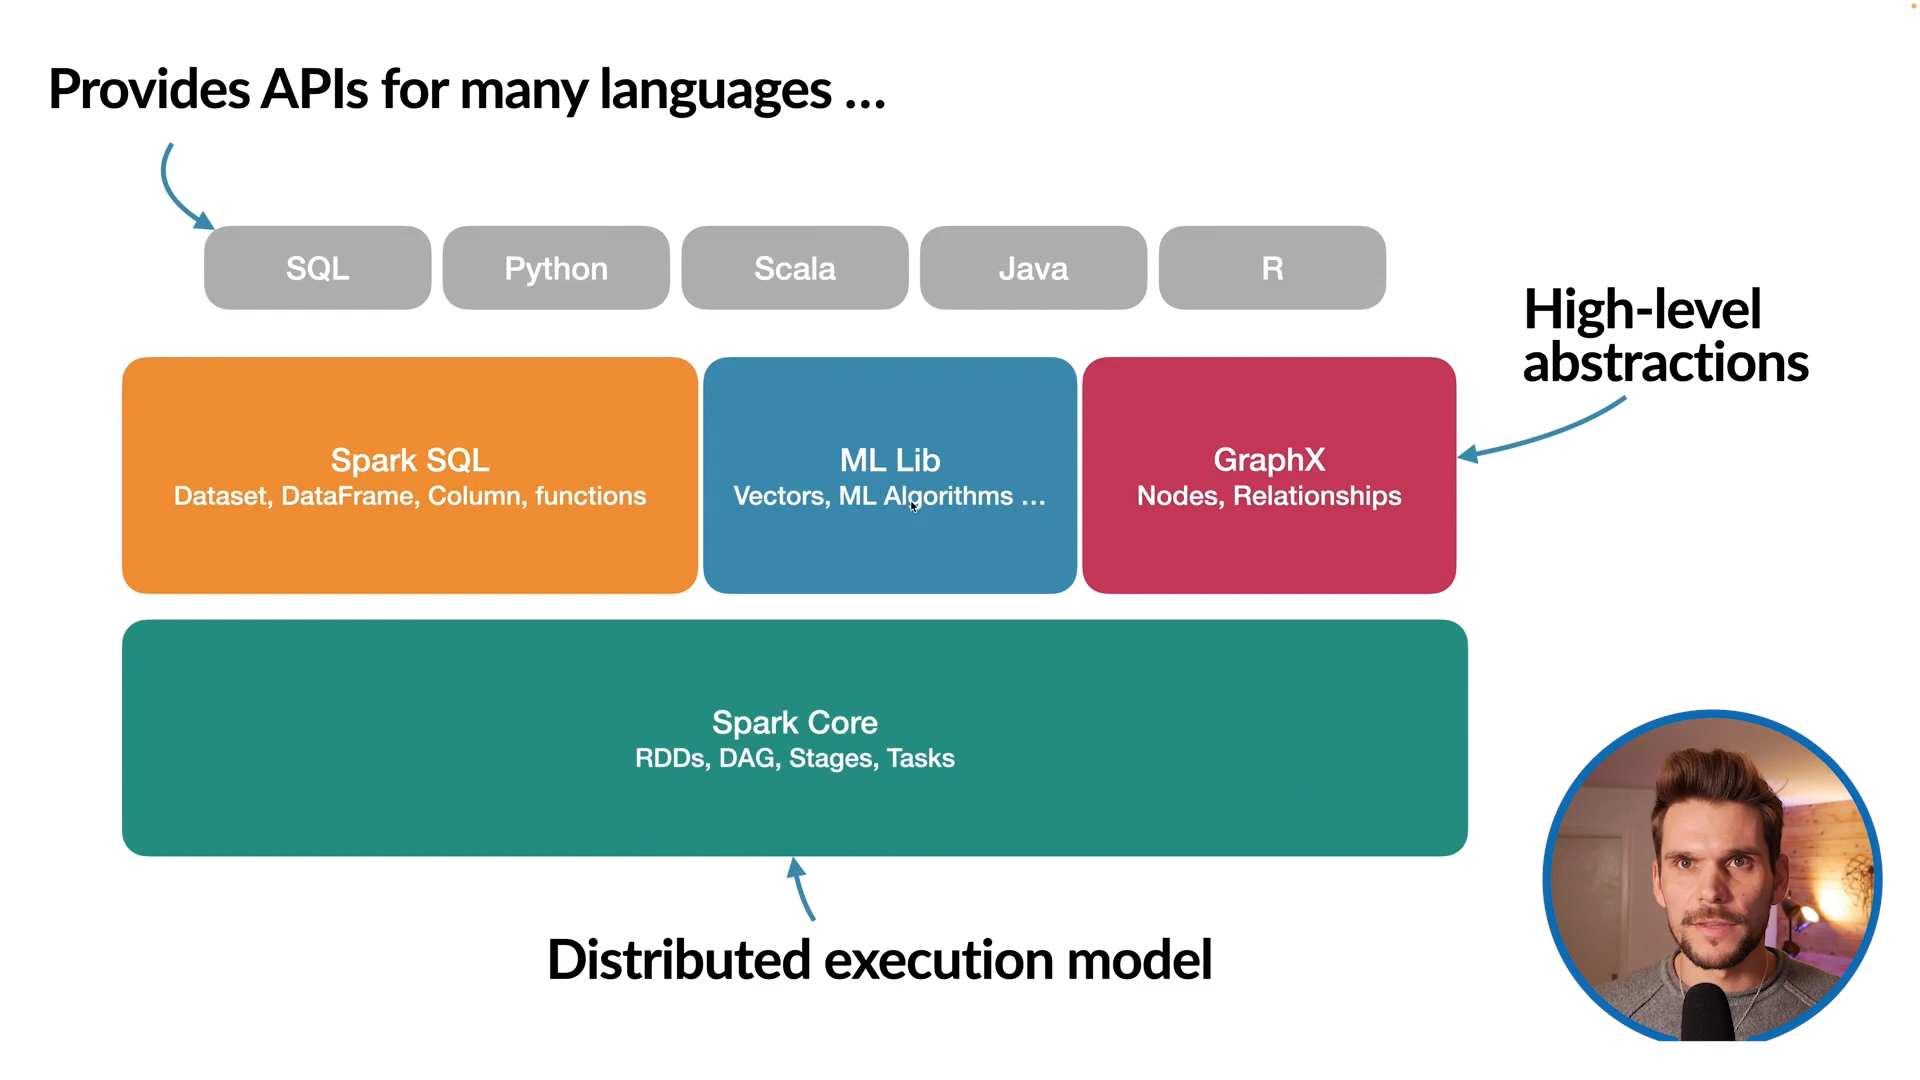 Provides APIs for many languages ...
SQL
Python
Scala
Java
R
High-level
abstractions
Spark SQL
Dataset, DataFrame, Column, functions
ML Lib
Vectors, ML Algorithms ...
GraphX
Nodes, Relationships
Spark Core
RDDs, DAG, Stages, Tasks
Distributed execution model